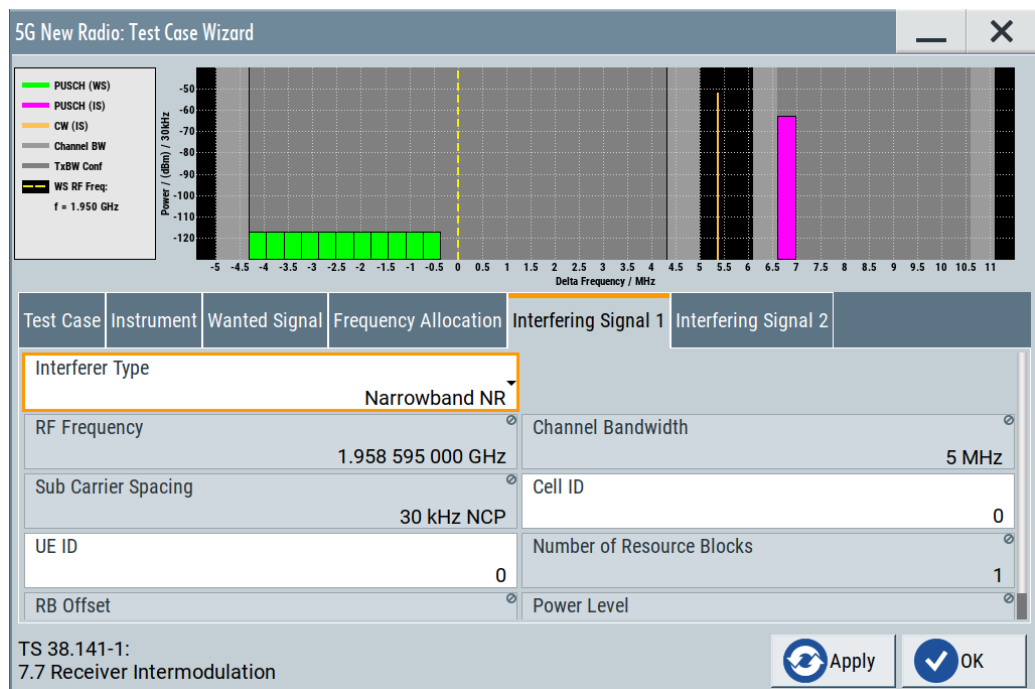 5G New Radio: Test Case Wizard
PUSCH (WS)
PUSCH (IS)
CW (IS)
Channel BW
TxBW Conf
WS RF Freq:
f = 1.950 GHz
Power / (dBm) / 30kHz
-50
-60
-70
-80
-90
-100
-110
-120
-5 -4.5 -4 -3.5 -3 -2.5 -2 -1.5 -1 -0.5 0 0.5 1 1.5 2 2.5 3 3.5 4 4.5 5 5.5 6 6.5 7 7.5 8 8.5 9 9.5 10 10.5 11
Delta Frequency / MHz
Test Case Instrument Wanted Signal Frequency Allocation Interfering Signal 1 Interfering Signal 2
Interferer Type
Narrowband NR
RF Frequency Channel Bandwidth
1.958 595 000 GHz 5 MHz
Sub Carrier Spacing Cell ID
30 kHz NCP 0
UE ID Number of Resource Blocks
0 1
RB Offset Power Level
TS 38.141-1:
7.7 Receiver Intermodulation
Apply OK